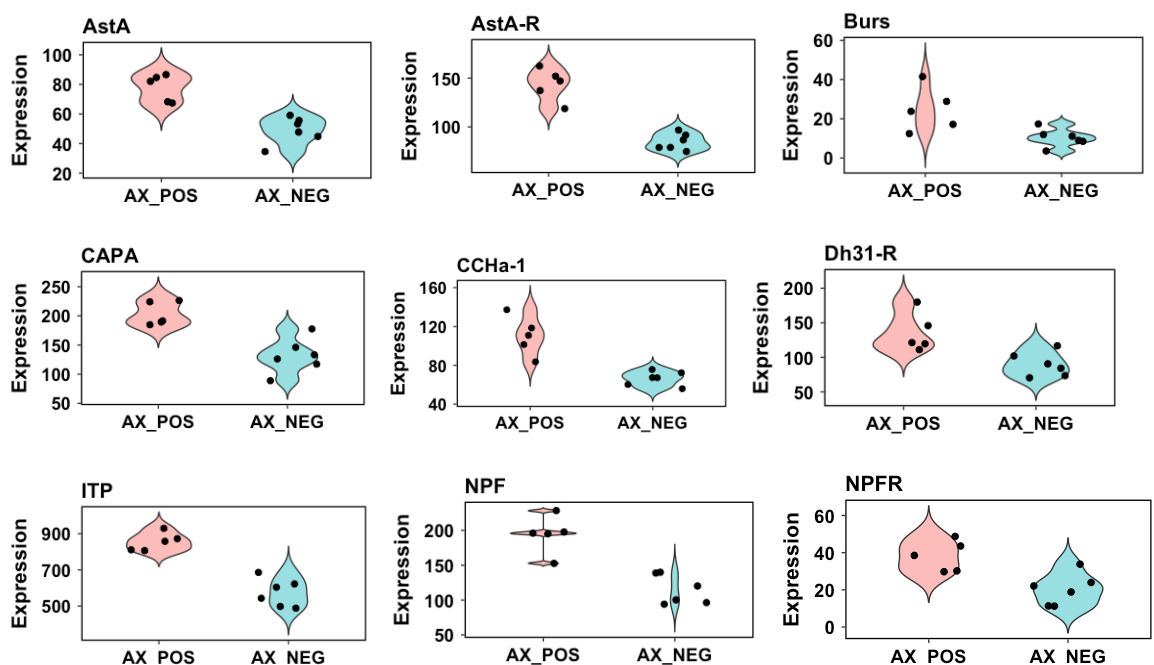 AstA
Expression
100
80
60
40
20
AX_POS AX_NEG
AstA-R
Expression
150
100
AX_POS AX_NEG
Burs
Expression
60
40
20
0
AX_POS AX_NEG
CAPA
Expression
250
200
150
100
50
AX_POS AX_NEG
CCHa-1
Expression
160
120
80
40
AX_POS AX_NEG
Dh31-R
Expression
200
150
100
50
AX_POS AX_NEG
ITP
Expression
900
700
500
AX_POS AX_NEG
NPF
Expression
200
150
100
50
AX_POS AX_NEG
NPFR
Expression
60
40
20
0
AX_POS AX_NEG